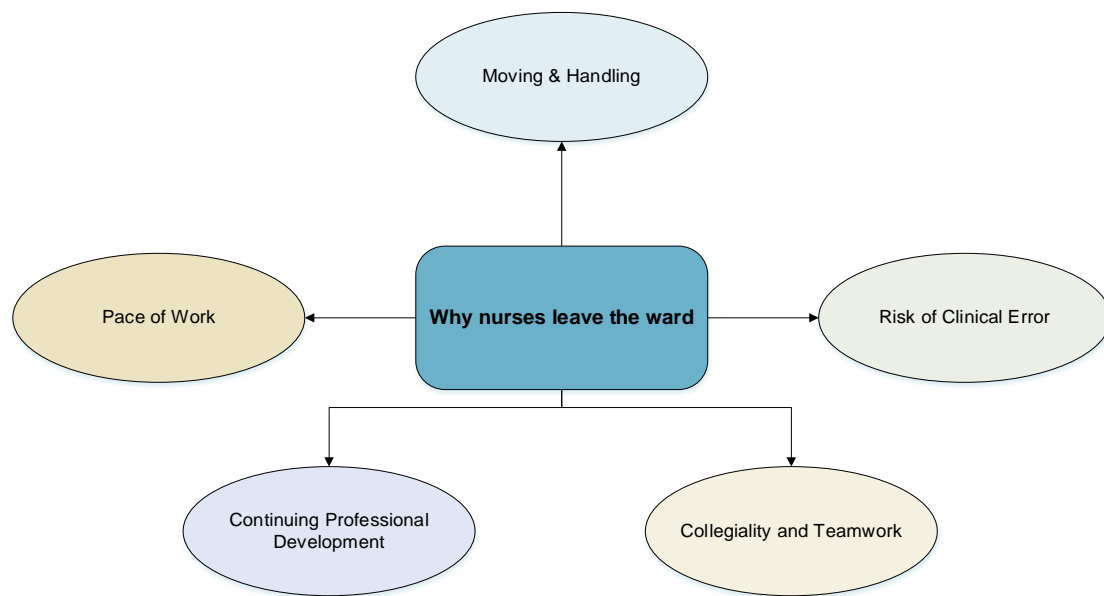 Moving & Handling
Pace of Work
Why nurses leave the ward
Risk of Clinical Error
Continuing Professional
Development
Collegiality and Teamwork